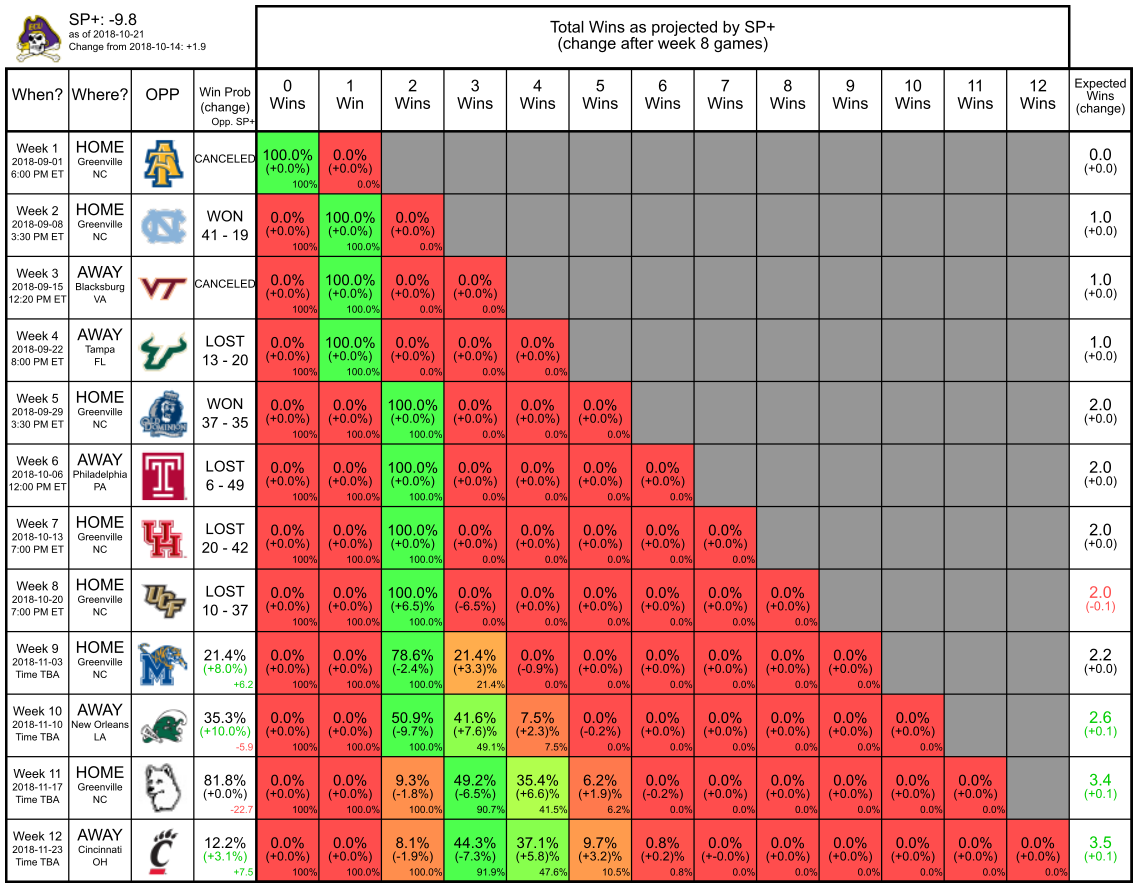 SP+: -9.8
as of 2018-10-21
Change from 2018-10-14: +1.9
Total Wins as projected by SP+
(change after week 8 games)
When? Where? OPP Win Prob (change) Opp. SP+ 0 Wins 1 Win 2 Wins 3 Wins 4 Wins 5 Wins 6 Wins 7 Wins 8 Wins 9 Wins 10 Wins 11 Wins 12 Wins Expected Wins (change)
Week 1 HOME
2018-09-01 Greenville CANCELED 100.0% 0.0% 0.0
6:00 PM ET NC (+0.0%) (+0.0%) (+0.0)
100% 0.0%
Week 2 HOME
2018-09-08 Greenville WON 0.0% 100.0% 0.0% 1.0
3:30 PM ET NC 41 - 19 (+0.0%) (+0.0%) (+0.0%) (+0.0)
100% 100.0% 0.0%
Week 3 AWAY
2018-09-15 Blacksburg VT CANCELED 0.0% 100.0% 0.0% 0.0% 1.0
12:20 PM ET VA (+0.0%) (+0.0%) (+0.0%) (+0.0%) (+0.0)
100% 100.0% 0.0% 0.0%
Week 4 AWAY
2018-09-22 Tampa LOST 0.0% 100.0% 0.0% 0.0% 0.0% 1.0
8:00 PM ET FL 13 - 20 (+0.0%) (+0.0%) (+0.0%) (+0.0%) (+0.0%) (+0.0)
100% 100.0% 0.0% 0.0% 0.0%
Week 5 HOME
2018-09-29 Greenville OLD DOMINION WON 0.0% 0.0% 100.0% 0.0% 0.0% 0.0% 2.0
3:30 PM ET NC 37 - 35 (+0.0%) (+0.0%) (+0.0%) (+0.0%) (+0.0%) (+0.0%) (+0.0)
100% 100.0% 100.0% 0.0% 0.0% 0.0%
Week 6 AWAY
2018-10-06 Philadelphia T LOST 0.0% 0.0% 100.0% 0.0% 0.0% 0.0% 0.0% 2.0
12:00 PM ET PA 6 - 49 (+0.0%) (+0.0%) (+0.0%) (+0.0%) (+0.0%) (+0.0%) (+0.0%) (+0.0)
100% 100.0% 100.0% 0.0% 0.0% 0.0% 0.0%
Week 7 HOME
2018-10-13 Greenville UH LOST 0.0% 0.0% 100.0% 0.0% 0.0% 0.0% 0.0% 0.0% 2.0
7:00 PM ET NC 20 - 42 (+0.0%) (+0.0%) (+0.0%) (+0.0%) (+0.0%) (+0.0%) (+0.0%) (+0.0%) (+0.0)
100% 100.0% 100.0% 0.0% 0.0% 0.0% 0.0% 0.0%
Week 8 HOME
2018-10-20 Greenville UCF LOST 0.0% 0.0% 100.0% 0.0% 0.0% 0.0% 0.0% 0.0% 0.0% 2.0
7:00 PM ET NC 10 - 37 (+0.0%) (+0.0%) (+6.5)% (-6.5%) (+0.0%) (+0.0%) (+0.0%) (+0.0%) (+0.0%) (-0.1)
100% 100.0% 100.0% 0.0% 0.0% 0.0% 0.0% 0.0% 0.0%
Week 9 HOME
2018-11-03 Greenville M 21.4% 0.0% 0.0% 78.6% 21.4% 0.0% 0.0% 0.0% 0.0% 0.0% 0.0% 2.2
Time TBA NC (+8.0%) (+0.0%) (+0.0%) (-2.4%) (+3.3)% (-0.9%) (+0.0%) (+0.0%) (+0.0%) (+0.0%) (+0.0%) (+0.0)
+6.2 100% 100.0% 100.0% 21.4% 0.0% 0.0% 0.0% 0.0% 0.0% 0.0%
Week 10 AWAY
2018-11-10 New Orleans 35.3% 0.0% 0.0% 50.9% 41.6% 7.5% 0.0% 0.0% 0.0% 0.0% 0.0% 0.0% 2.6
Time TBA LA (+10.0%) (+0.0%) (+0.0%) (-9.7%) (+7.6)% (+2.3)% (-0.2%) (+0.0%) (+0.0%) (+0.0%) (+0.0%) (+0.0%) (+0.1)
-5.9 100% 100.0% 100.0% 49.1% 7.5% 0.0% 0.0% 0.0% 0.0% 0.0% 0.0%
Week 11 HOME
2018-11-17 Greenville 81.8% 0.0% 0.0% 9.3% 49.2% 35.4% 6.2% 0.0% 0.0% 0.0% 0.0% 0.0% 0.0% 3.4
Time TBA NC (+0.0%) (+0.0%) (+0.0%) (-1.8%) (-6.5%) (+6.6)% (+1.9)% (-0.2%) (+0.0%) (+0.0%) (+0.0%) (+0.0%) (+0.0%) (+0.1)
-22.7 100% 100.0% 100.0% 90.7% 41.5% 6.2% 0.0% 0.0% 0.0% 0.0% 0.0% 0.0%
Week 12 AWAY
2018-11-23 Cincinnati C 12.2% 0.0% 0.0% 8.1% 44.3% 37.1% 9.7% 0.8% 0.0% 0.0% 0.0% 0.0% 0.0% 0.0% 3.5
Time TBA OH (+3.1%) (+0.0%) (+0.0%) (-1.9%) (-7.3%) (+5.8)% (+3.2)% (+0.2)% (+-0.0%) (+0.0%) (+0.0%) (+0.0%) (+0.0%) (+0.0%) (+0.1)
+7.5 100% 100.0% 100.0% 91.9% 47.6% 10.5% 0.8% 0.0% 0.0% 0.0% 0.0% 0.0% 0.0%